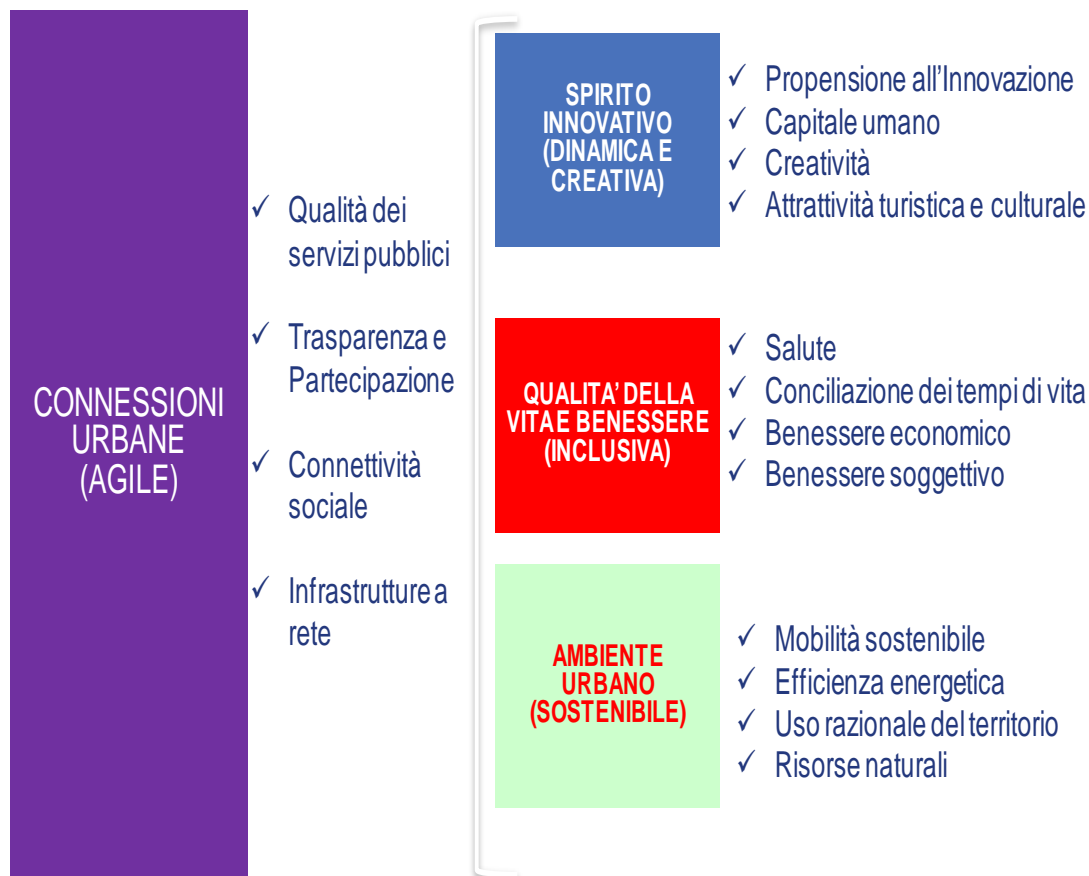 CONNESSIONI
URBANE
(AGILE)
✓ Qualità dei
servizi pubblici
✓ Trasparenza e
Partecipazione
✓ Connettività
sociale
✓ Infrastrutture a
rete
SPIRITO
INNOVATIVO
(DINAMICA E
CREATIVA)
✓ Propensione all’Innovazione
✓ Capitale umano
✓ Creatività
✓ Attrattività turistica e culturale
QUALITA’ DELLA
VITA E BENESSERE
(INCLUSIVA)
✓ Salute
✓ Conciliazione dei tempi di vita
✓ Benessere economico
✓ Benessere soggettivo
AMBIENTE
URBANO
(SOSTENIBILE)
✓ Mobilità sostenibile
✓ Efficienza energetica
✓ Uso razionale del territorio
✓ Risorse naturali